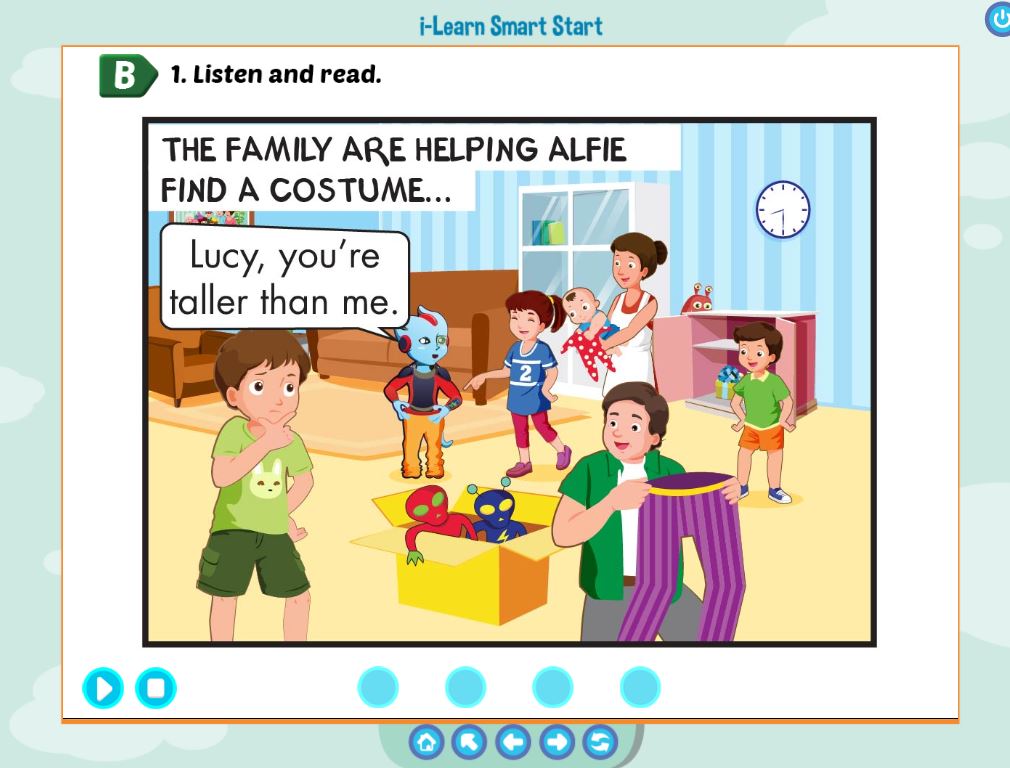 i-Learn Smart Start
B
1. Listen and read.
THE FAMILY ARE HELPING ALFIE
FIND A COSTUME...
Lucy, you're
taller than me.
2